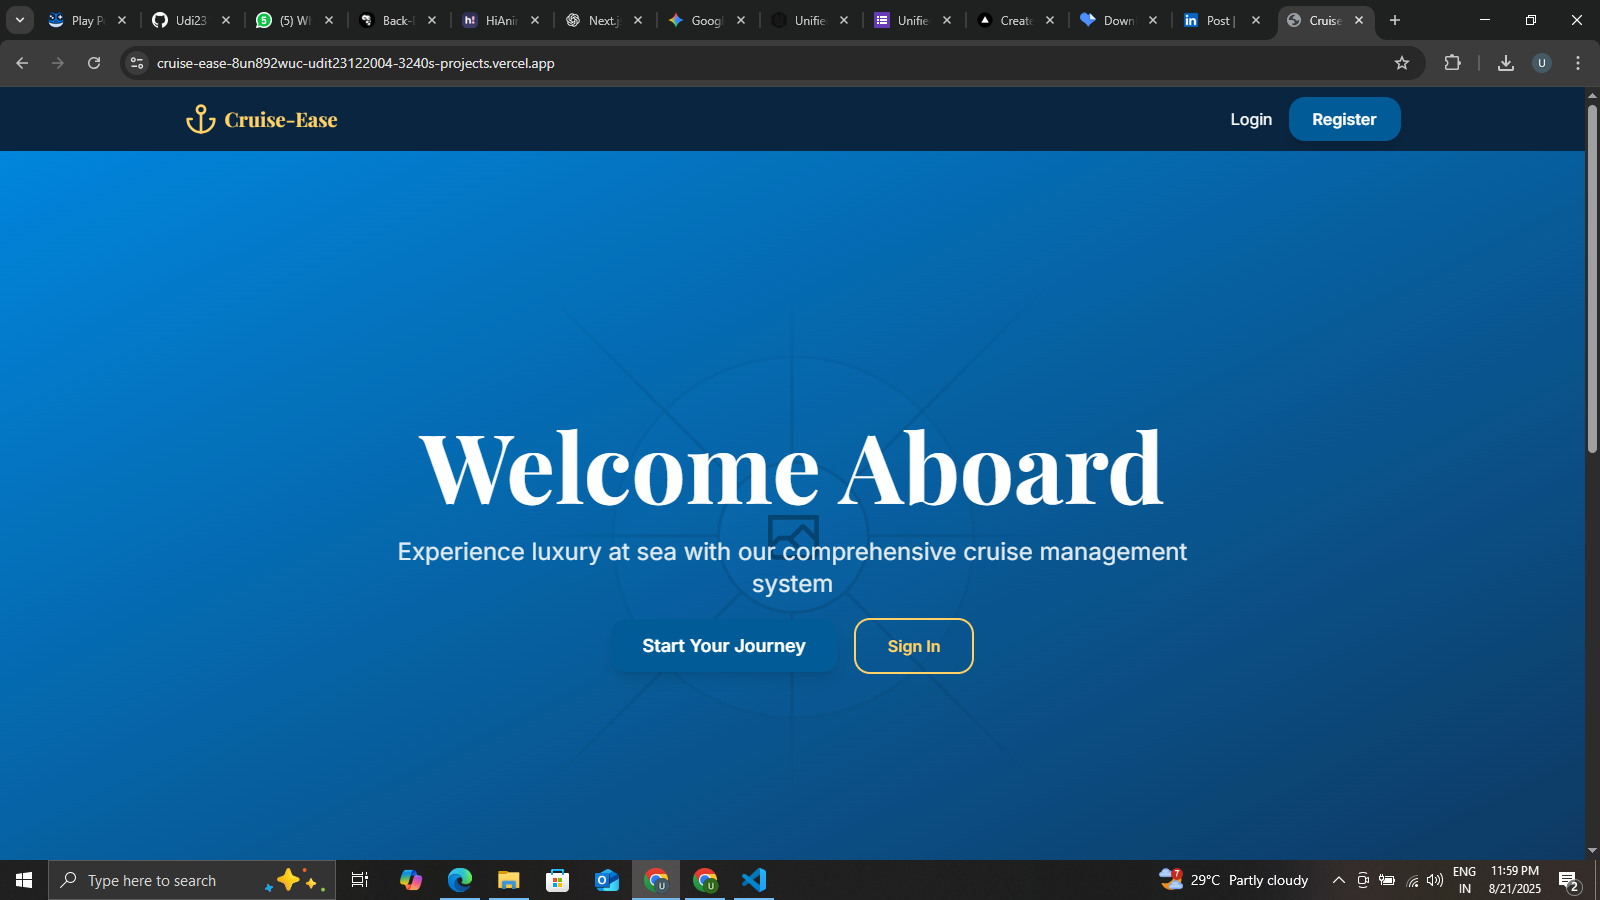 Play P
Udi23
(5) Wh
Back-
HiAni
Next.j
Googl
Unifie
Unifie
Create
Down
Post |
Cruise
cruise-ease-8un892wuc-udit23122004-3240s-projects.vercel.app
U
Cruise-Ease
Login
Register
Welcome Aboard
Experience luxury at sea with our comprehensive cruise management
system
Start Your Journey
Sign In
Type here to search
29°C Partly cloudy
ENG
IN
11:59 PM
8/21/2025
2